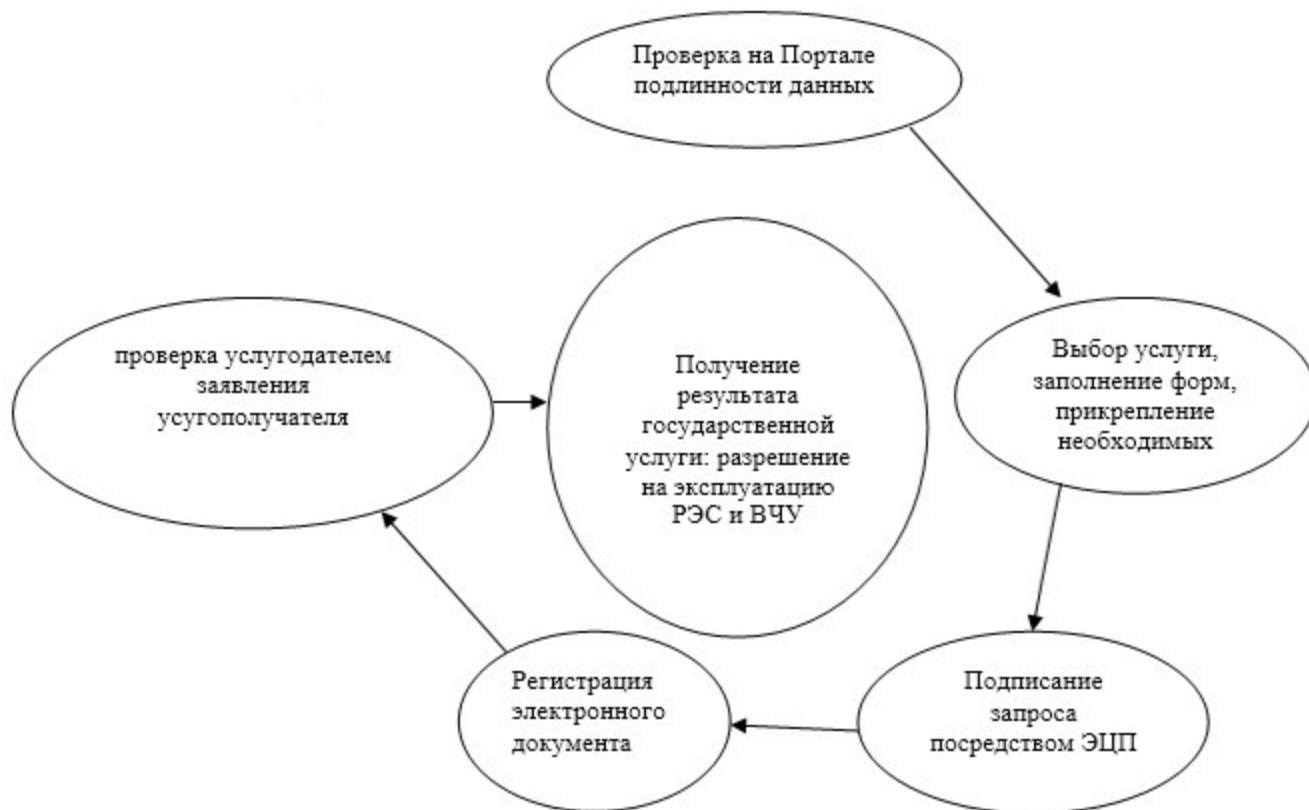 Проверка на Портале
подлинности данных
Выбор услуги,
заполнение форм,
прикрепление
необходимых
Подписание
запроса
посредством ЭЦП
Регистрация
электронного
документа
проверка услугодателем
заявления
усугополучателя
Получение
результата
государственной
услуги: разрешение
на эксплуатацию
РЭС и ВЧУ